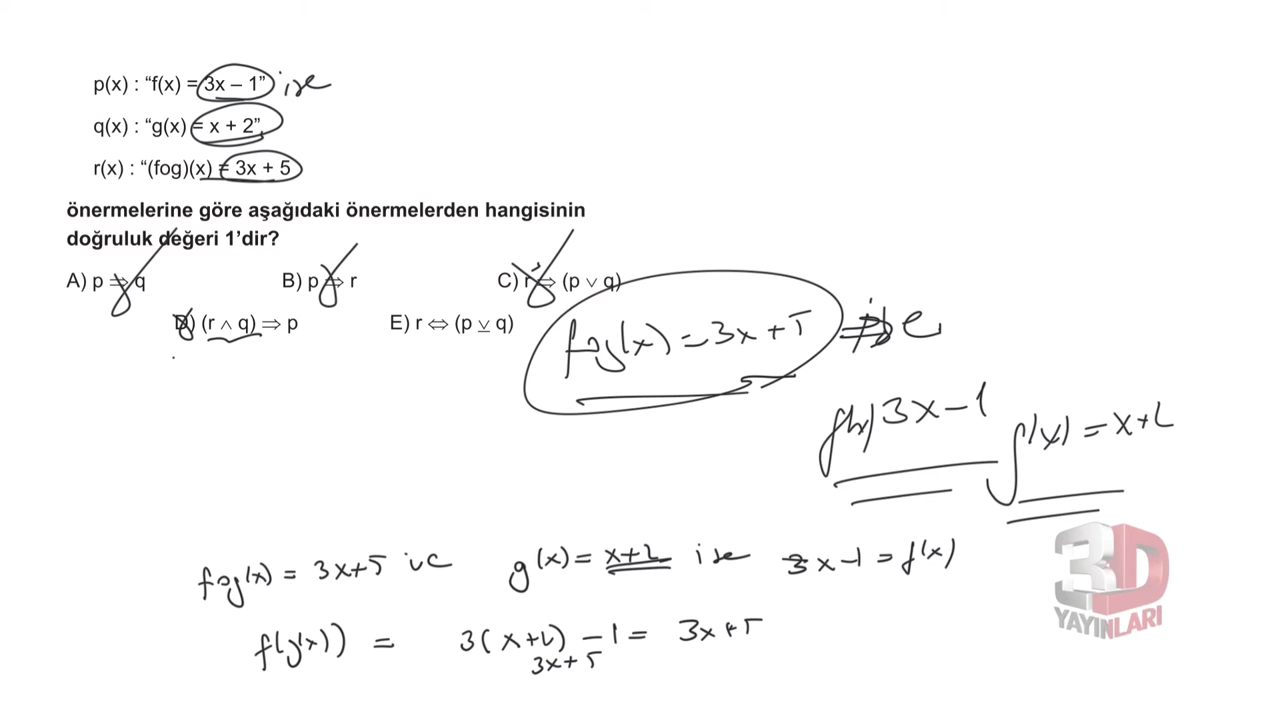 p(x) : “f(x) = 3x – 1” ise
q(x) : “g(x) = x + 2”
r(x) : “(fog)(x) = 3x + 5
önermelerine göre aşağıdaki önermelerden hangisinin
doğruluk değeri 1’dir?
A) p ⇒ q B) p ⇒ r C) r ⇔ (p ∨ q)
D) (r ∧ q) ⇒ p E) r ⇔ (p ⊻ q)
fog(x) = 3x + 5 ise
f(x) 3x - 1 g(x) = x + 2
fog(x) = 3x + 5 ise g(x) = x + 2 ise 3x - 1 = f(x)
f(g(x)) = 3(x + 2) - 1 = 3x + 5
3x + 5
3D
YAYINLARI